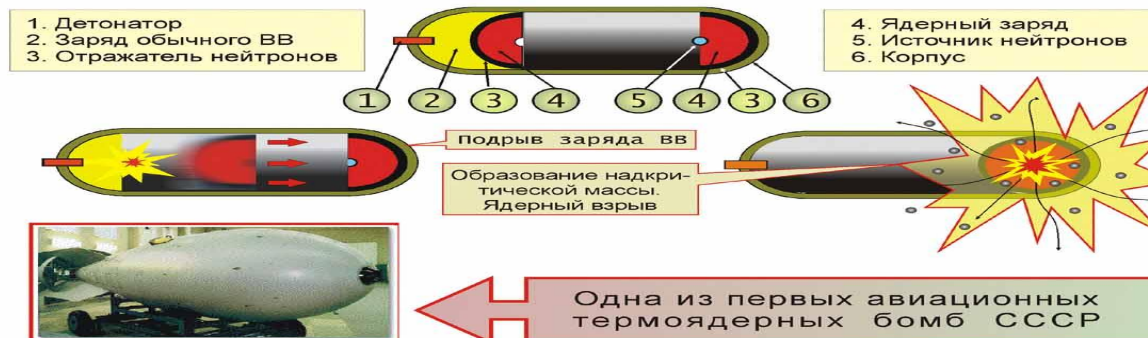 1. Детонатор
2. Заряд обычного ВВ
3. Отражатель нейтронов
4. Ядерный заряд
5. Источник нейтронов
6. Корпус
1 2 3 4 5 4 3 6
Подрыв заряда ВВ
Образование надкри-
тической массы.
Ядерный взрыв
Одна из первых авиационных
термоядерных бомб СССР